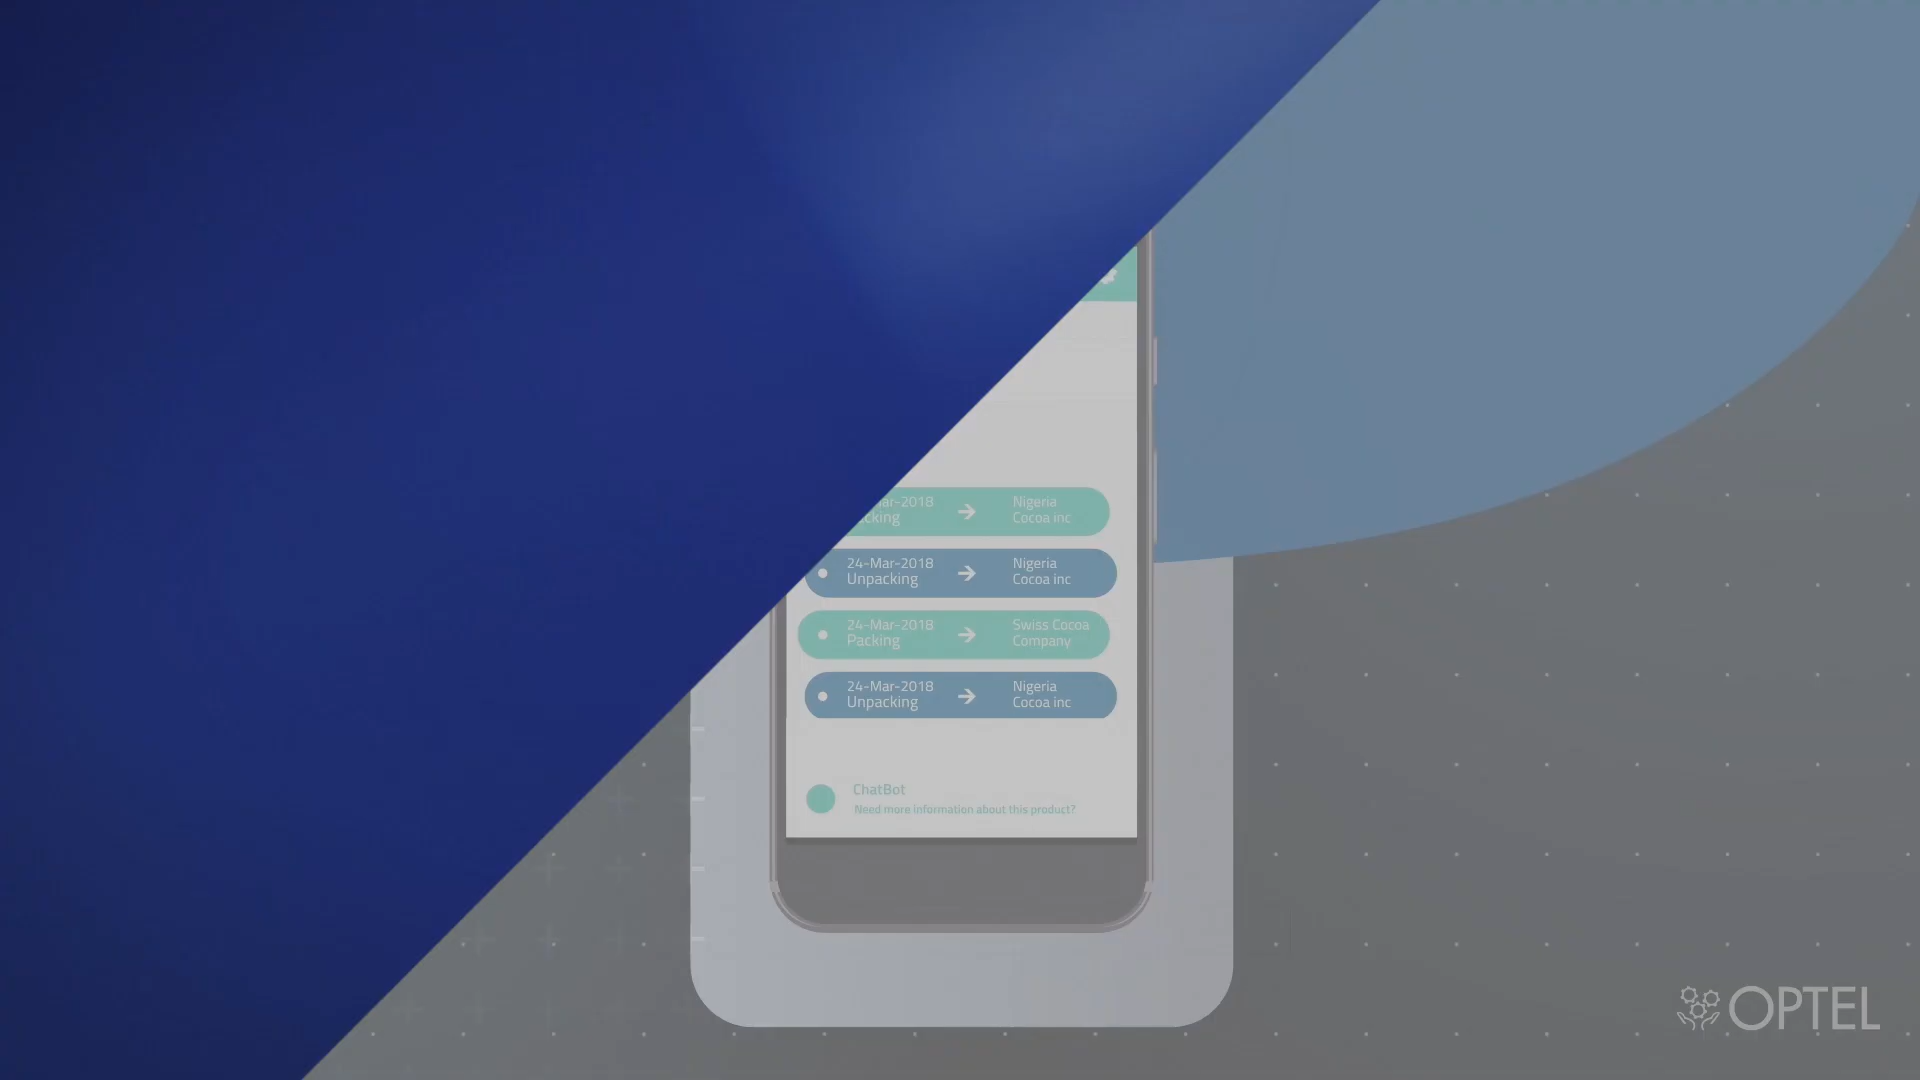 24-Mar-2018
Unpacking
Nigeria
Cocoa inc
24-Mar-2018
Packing
Swiss Cocoa
Company
24-Mar-2018
Unpacking
Nigeria
Cocoa inc
Nigeria
Cocoa inc
ChatBot
Need more information about this product?
OPTEL